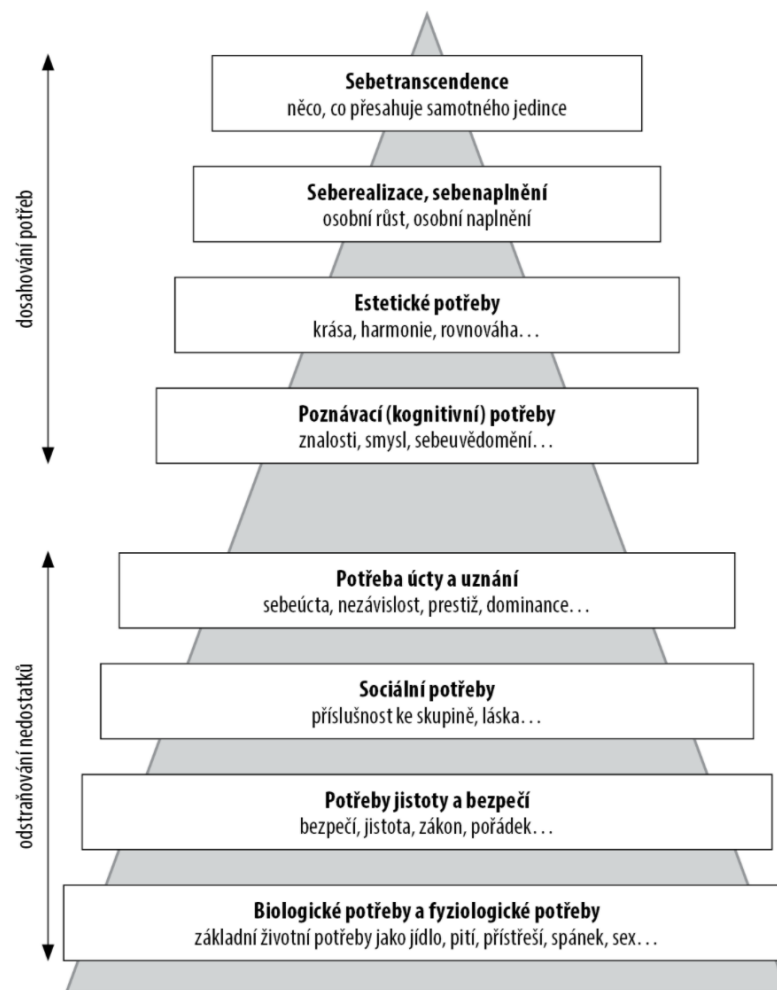 Sebetranscendence
něco, co přesahuje samotného jedince
Seberealizace, sebenaplnění
osobní růst, osobní naplnění
Estetické potřeby
krása, harmonie, rovnováha…
Poznávací (kognitivní) potřeby
znalosti, smysl, sebeuvědomění…
dosahování potřeb
Potřeba úcty a uznání
sebeúcta, nezávislost, prestiž, dominance…
Sociální potřeby
příslušnost ke skupině, láska…
Potřeby jistoty a bezpečí
bezpečí, jistota, zákon, pořádek…
Biologické potřeby a fyziologické potřeby
základní životní potřeby jako jídlo, pití, přístřeší, spánek, sex…
odstraňování nedostatků